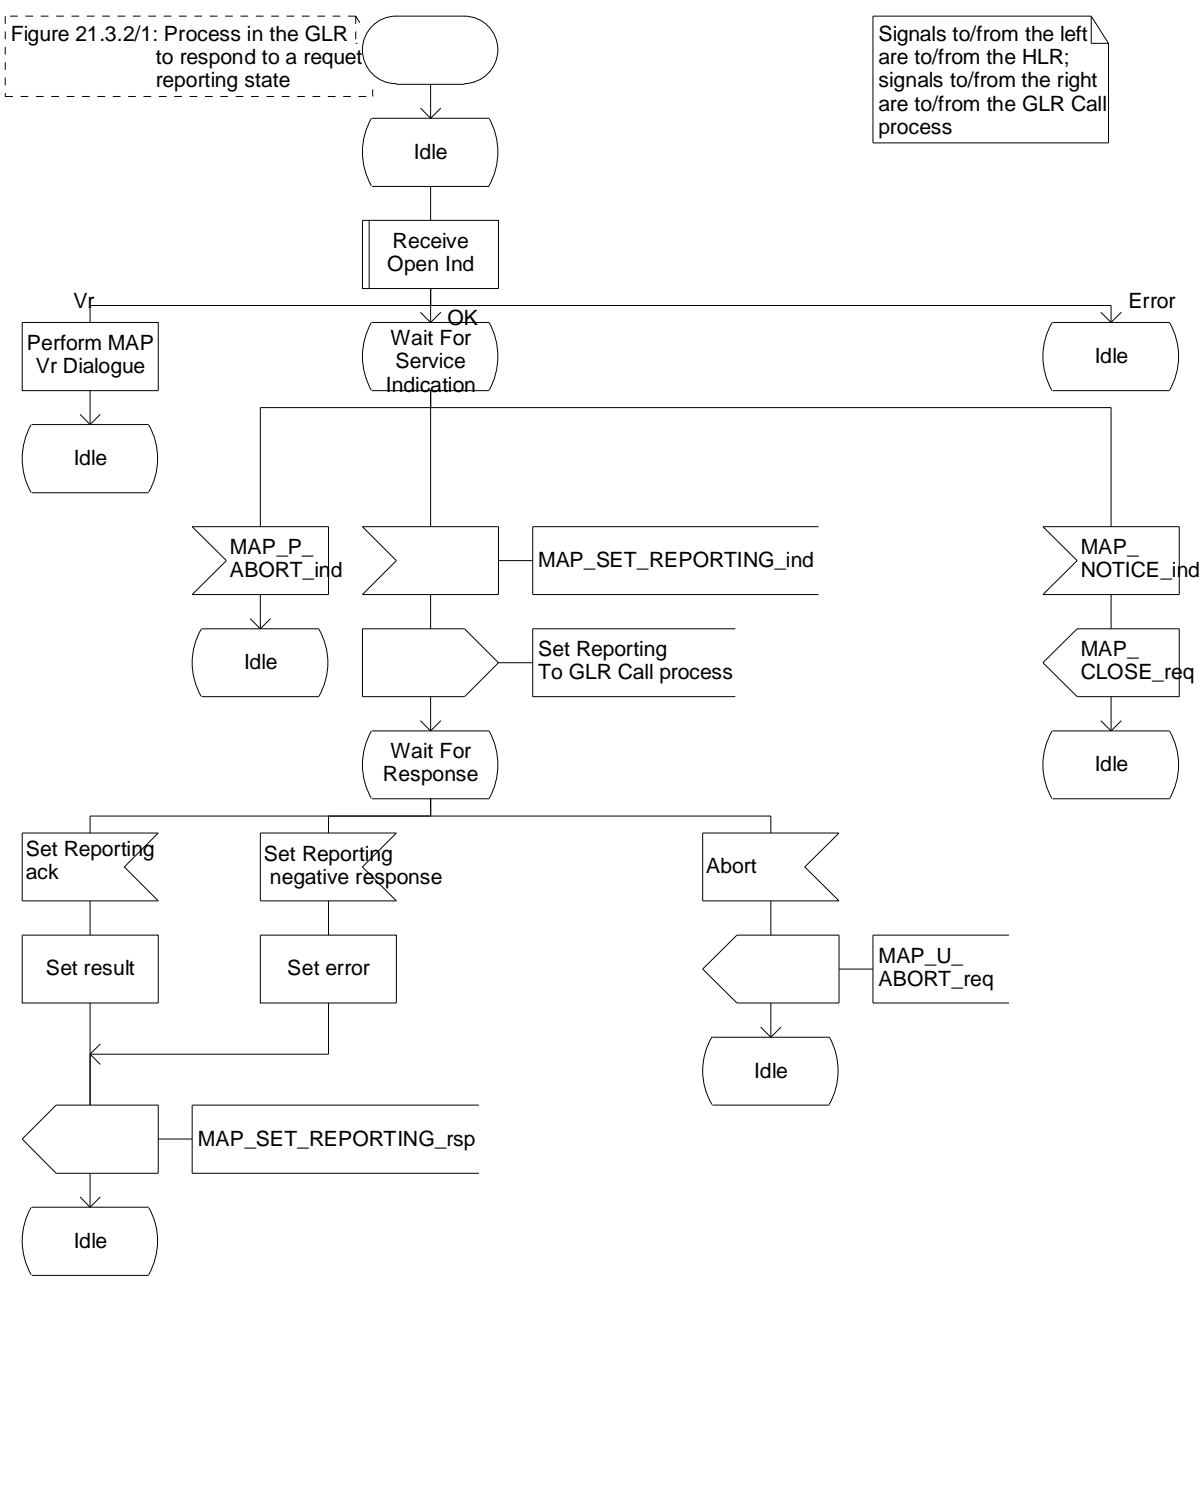 Figure 21.3.2/1: Process in the GLR
to respond to a requet
reporting state
Signals to/from the left
are to/from the HLR;
signals to/from the right
are to/from the GLR Call
process
Idle
Receive
Open Ind
Vr
OK
Error
Perform MAP
Vr Dialogue
Wait For
Service
Indication
Idle
Idle
MAP_P_
ABORT_ind
MAP_SET_REPORTING_ind
MAP_
NOTICE_ind
Idle
Set Reporting
To GLR Call process
MAP_
CLOSE_req
Wait For
Response
Idle
Set Reporting
ack
Set Reporting
negative response
Abort
Set result
Set error
MAP_U_
ABORT_req
Idle
MAP_SET_REPORTING_rsp
Idle